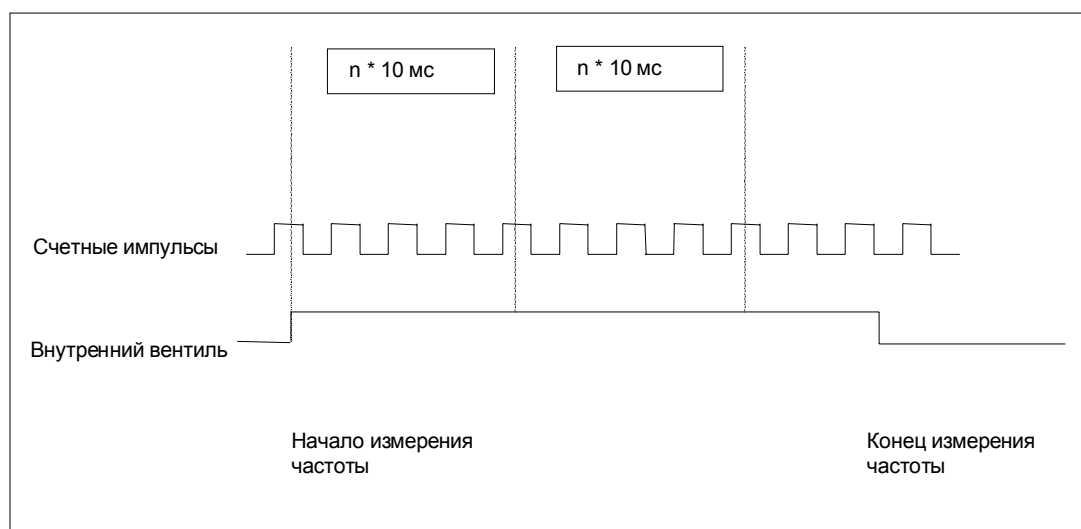 n * 10 мс
n * 10 мс
Счетные импульсы
Внутренний вентиль
Начало измерения
частоты
Конец измерения
частоты